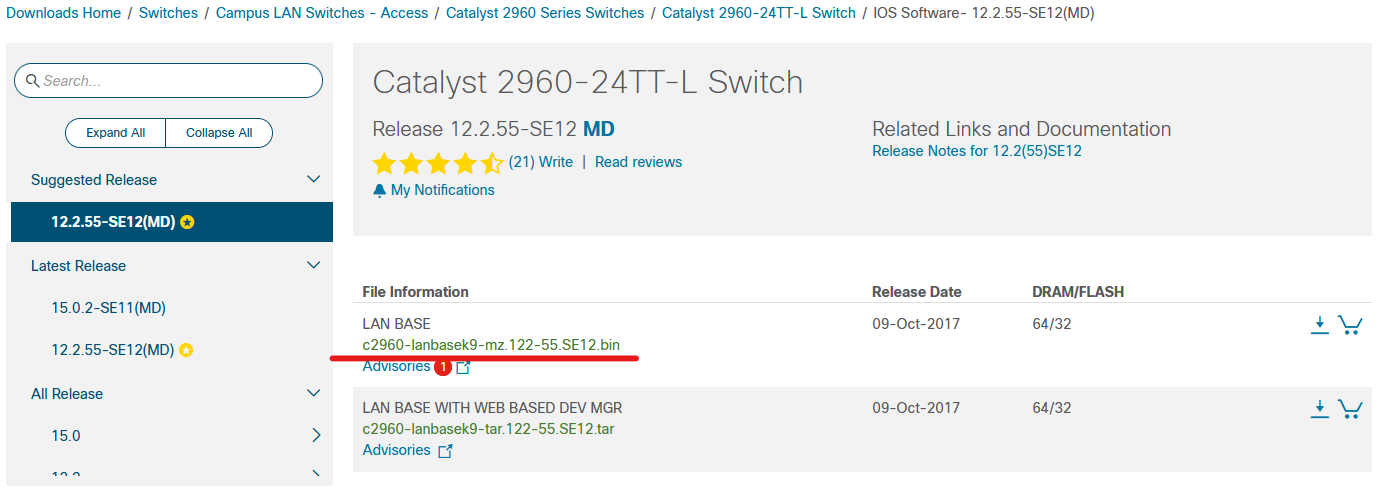 Downloads Home / Switches / Campus LAN Switches - Access / Catalyst 2960 Series Switches / Catalyst 2960-24TT-L Switch / IOS Software- 12.2.55-SE12(MD)
Search...
Expand All Collapse All
Suggested Release
12.2.55-SE12(MD)
Latest Release
15.0.2-SE11(MD)
12.2.55-SE12(MD)
All Release
15.0
12.2
Catalyst 2960-24TT-L Switch
Release 12.2.55-SE12 MD
(21) Write | Read reviews
My Notifications
Related Links and Documentation
Release Notes for 12.2(55)SE12
File Information Release Date DRAM/FLASH
LAN BASE 09-Oct-2017 64/32
c2960-lanbasek9-mz.122-55.SE12.bin
Advisories 1
LAN BASE WITH WEB BASED DEV MGR 09-Oct-2017 64/32
c2960-lanbasek9-tar.122-55.SE12.tar
Advisories